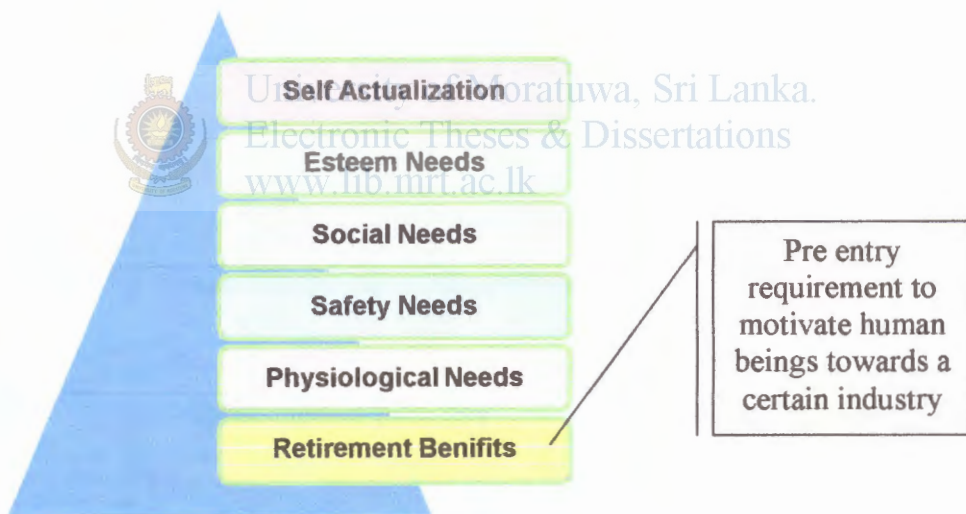 Self Actualization
University of Moratuwa, Sri Lanka.
Electronic Theses & Dissertations
Esteem Needs
www.lib.mrt.ac.lk
Social Needs
Safety Needs
Physiological Needs
Retirement Benifits
Pre entry
requirement to
motivate human
beings towards a
certain industry